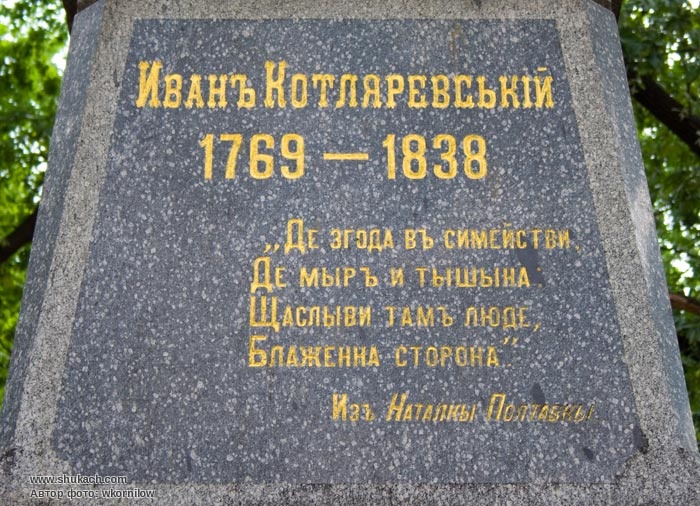 Иванъ Котляревській
1769 — 1838
„Де згода въ симействи,
Де мыръ и тышына:
Щаслыви тамъ люде,
Блаженна сторона".
Изъ Наталкы Полтавкы.
www.shukach.com
Автор фото: wkornilow